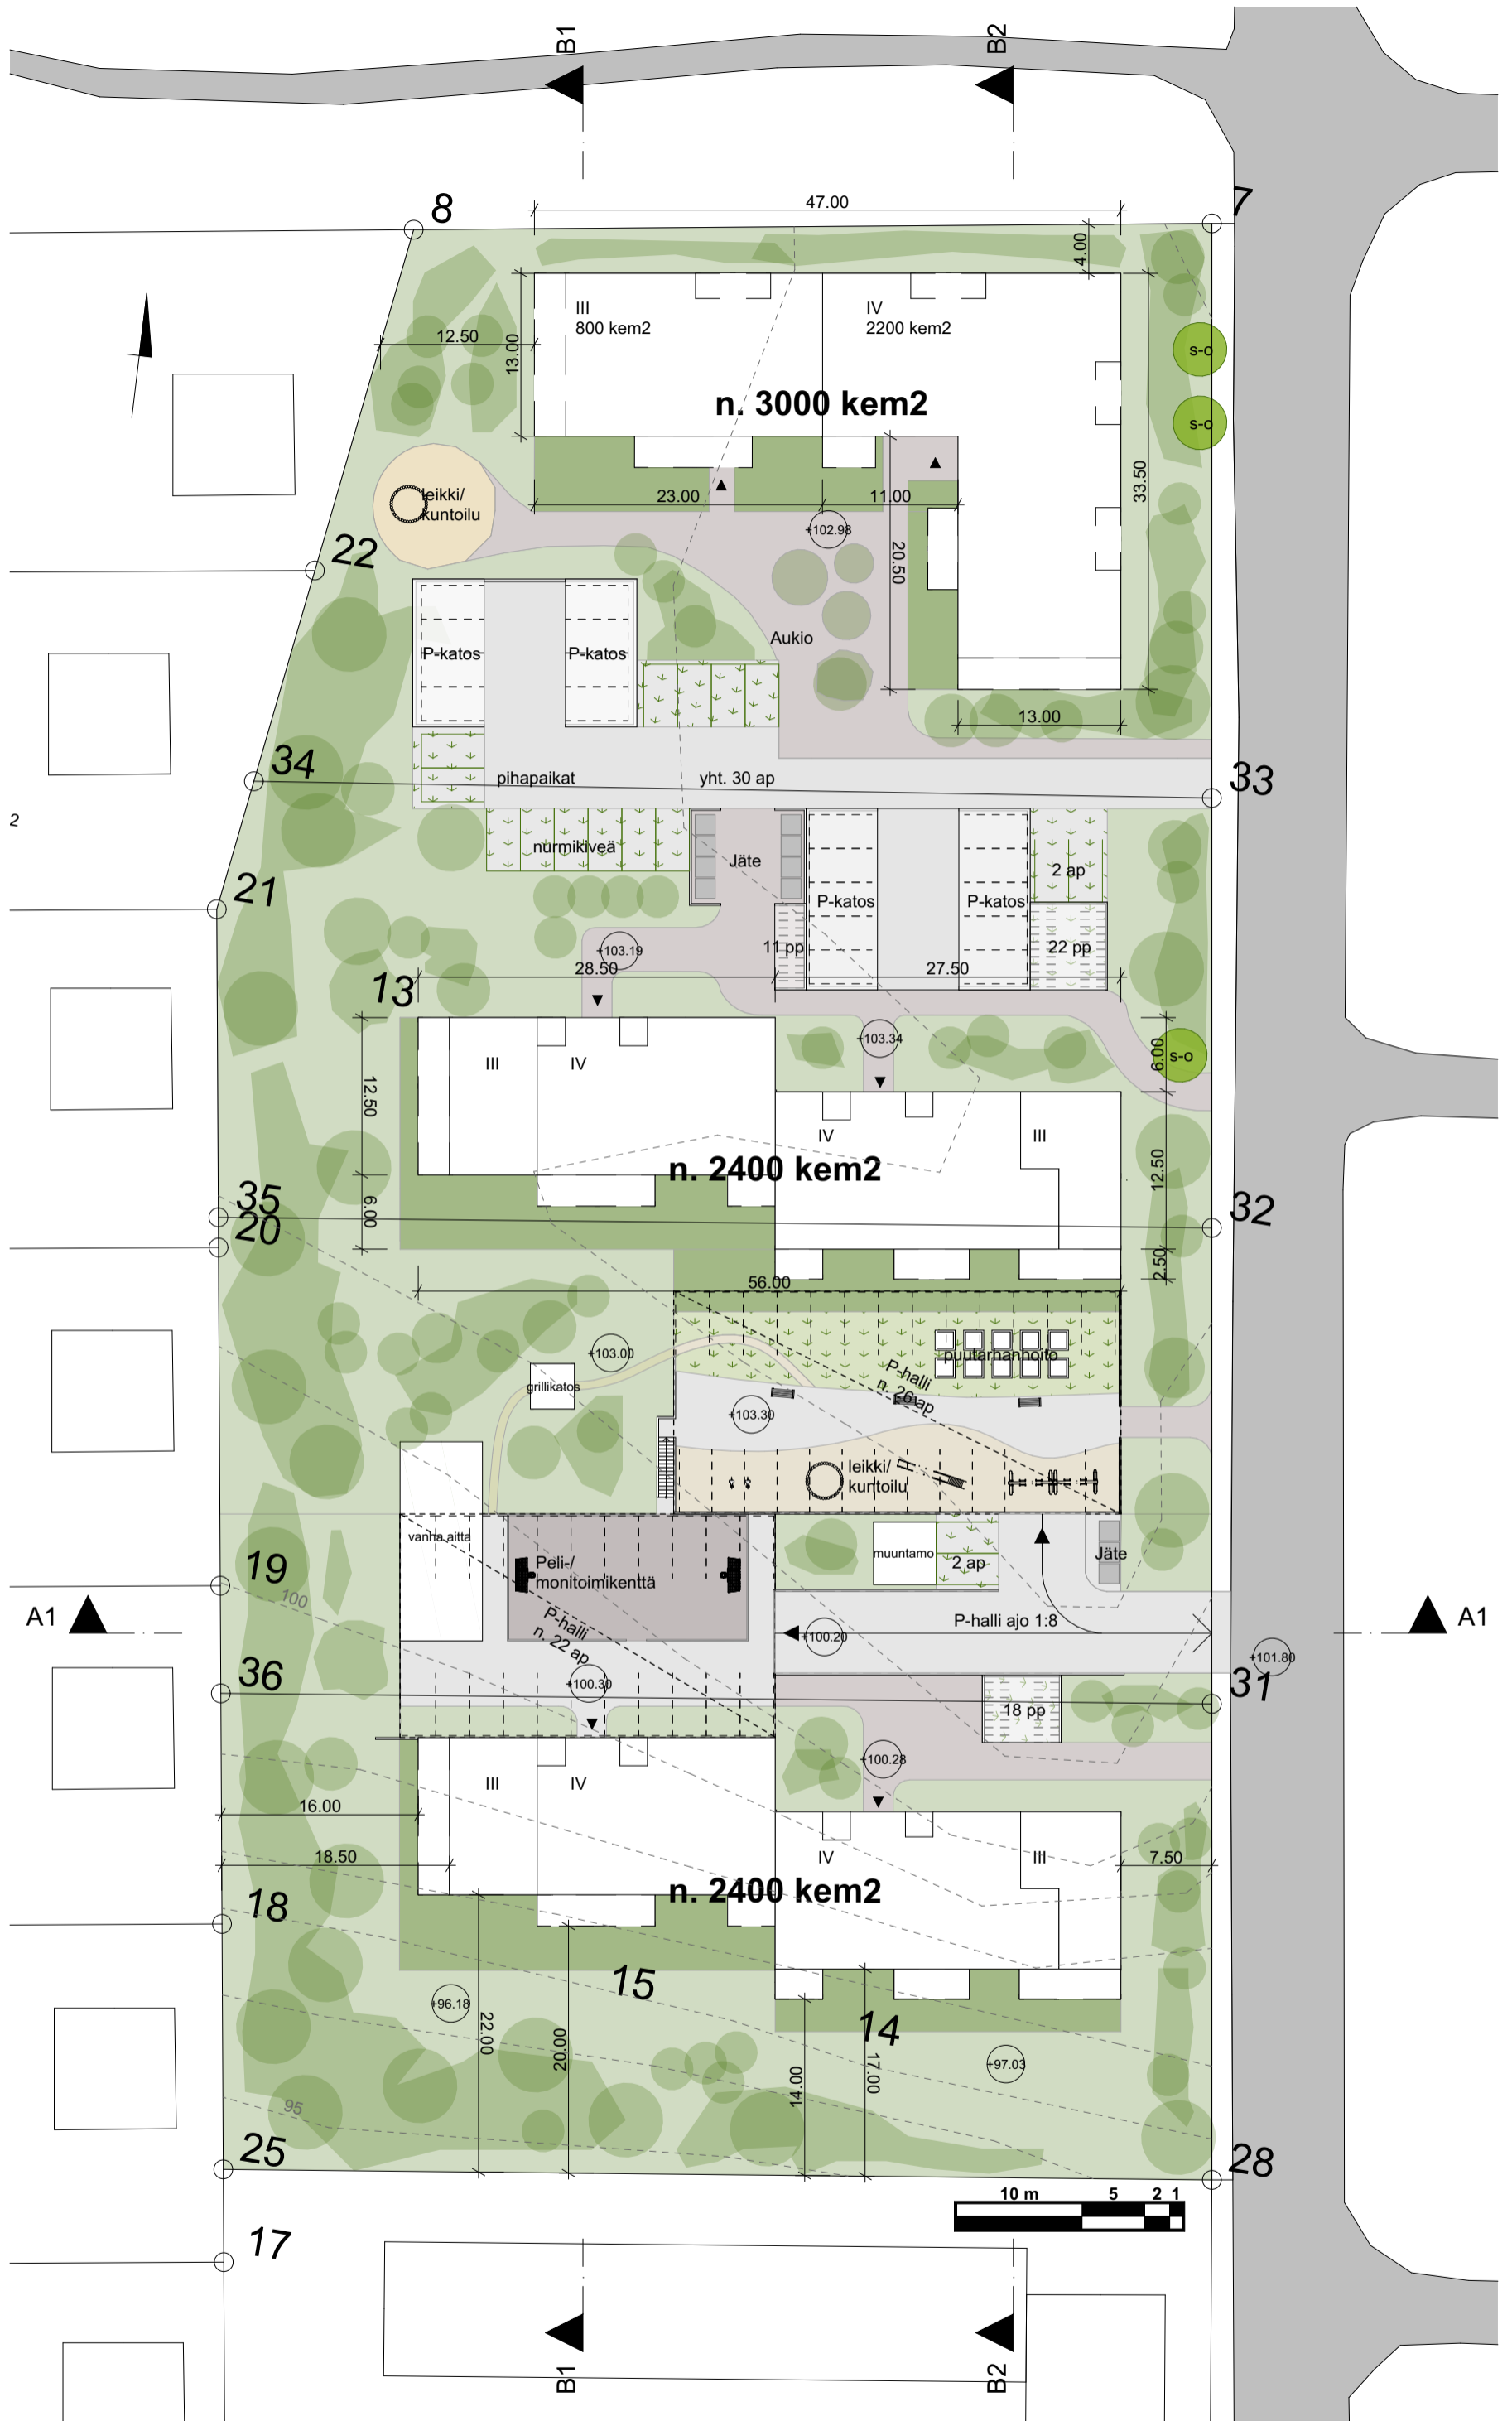 B1
B2
8
47.00
7
4.00
III
800 kem2
IV
2200 kem2
12.50
13.00
s-o
n. 3000 kem2
s-o
leikki/
kuntoilu
23.00
11.00
33.50
22
+102.98
20.50
Aukio
P-katos
P-katos
13.00
34
pihapaikat
yht. 30 ap
33
2
nurmikiveä
Jäte
2 ap
21
P-katos
P-katos
11 pp
22 pp
+103.19
28.50
27.50
13
+103.34
6.00
s-o
III
IV
12.50
IV
III
n. 2400 kem2
12.50
35
6.00
32
20
2.50
56.00
+103.00
puutarhanhoito
P-halli
n. 26 ap
grillikatos
+103.30
leikki/
kuntoilu
vanha aitta
muuntamo
2 ap
Jäte
19
Peli-/
monitoimikenttä
100
A1
P-halli
n. 22 ap
P-halli ajo 1:8
A1
+100.20
+101.80
36
+100.30
31
18 pp
+100.28
III
IV
16.00
18.50
IV
III
7.50
n. 2400 kem2
18
15
+96.18
22.00
20.00
14
+97.03
14.00
17.00
95
25
28
10 m
5
2
1
17
B1
B2